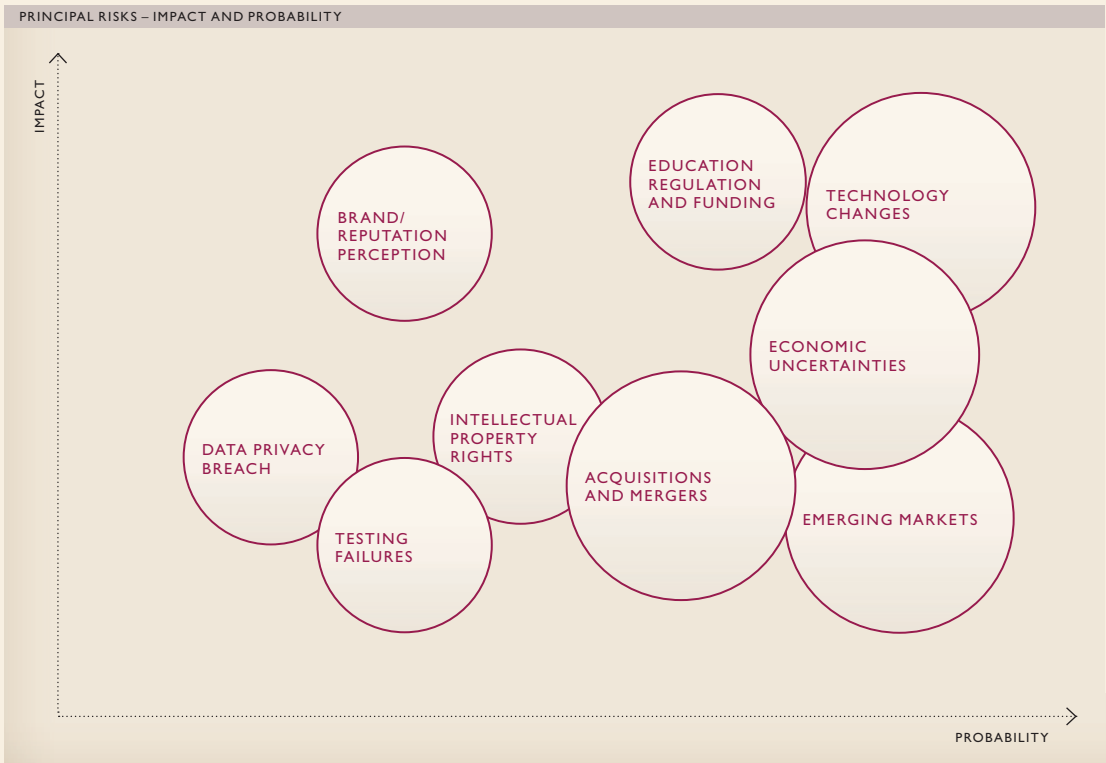 PRINCIPAL RISKS – IMPACT AND PROBABILITY
IMPACT
EDUCATION
REGULATION
AND FUNDING
TECHNOLOGY
CHANGES
BRAND/
REPUTATION
PERCEPTION
ECONOMIC
UNCERTAINTIES
INTELLECTUAL
PROPERTY
RIGHTS
DATA PRIVACY
BREACH
ACQUISITIONS
AND MERGERS
EMERGING MARKETS
TESTING
FAILURES
PROBABILITY